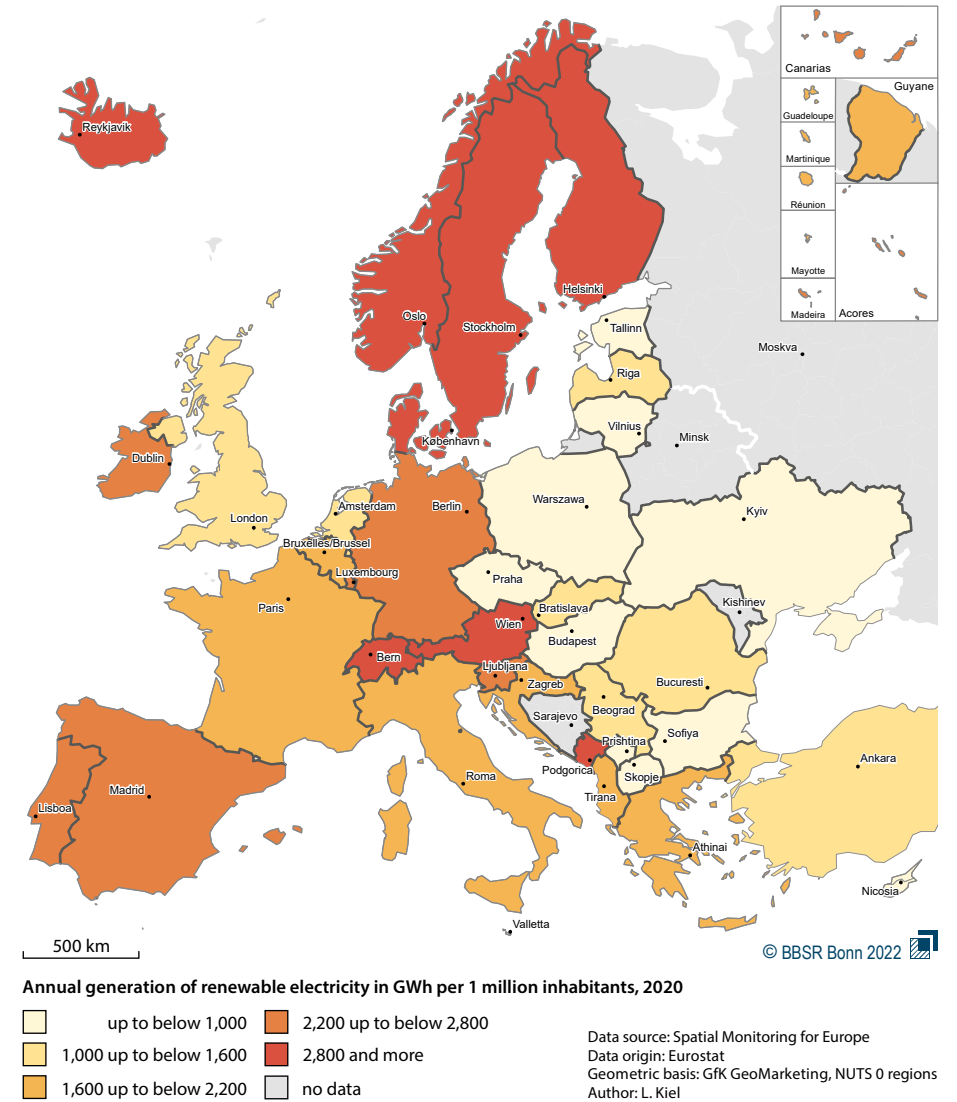 Canarias
Guyane
Guadeloupe
Martinique
Réunion
Mayotte
Madeira
Acores
Reykjavik
Helsinki
Oslo
Stockholm
Tallinn
Moskva
Riga
København
Vilnius
Minsk
Dublin
Amsterdam
Berlin
Warszawa
London
Kyiv
Bruxelles/Brussel
Luxembourg
Praha
Paris
Bratislava
Kishinev
Wien
Budapest
Bern
Ljubljana
Zagreb
Bucuresti
Beograd
Sarajevo
Sofiya
Prishtina
Ankara
Podgorica
Skopje
Roma
Madrid
Tirana
Lisboa
Athinai
Nicosia
Valletta
500 km
© BBSR Bonn 2022
Annual generation of renewable electricity in GWh per 1 million inhabitants, 2020
up to below 1,000
1,000 up to below 1,600
1,600 up to below 2,200
2,200 up to below 2,800
2,800 and more
no data
Data source: Spatial Monitoring for Europe
Data origin: Eurostat
Geometric basis: GfK GeoMarketing, NUTS 0 regions
Author: L. Kiel